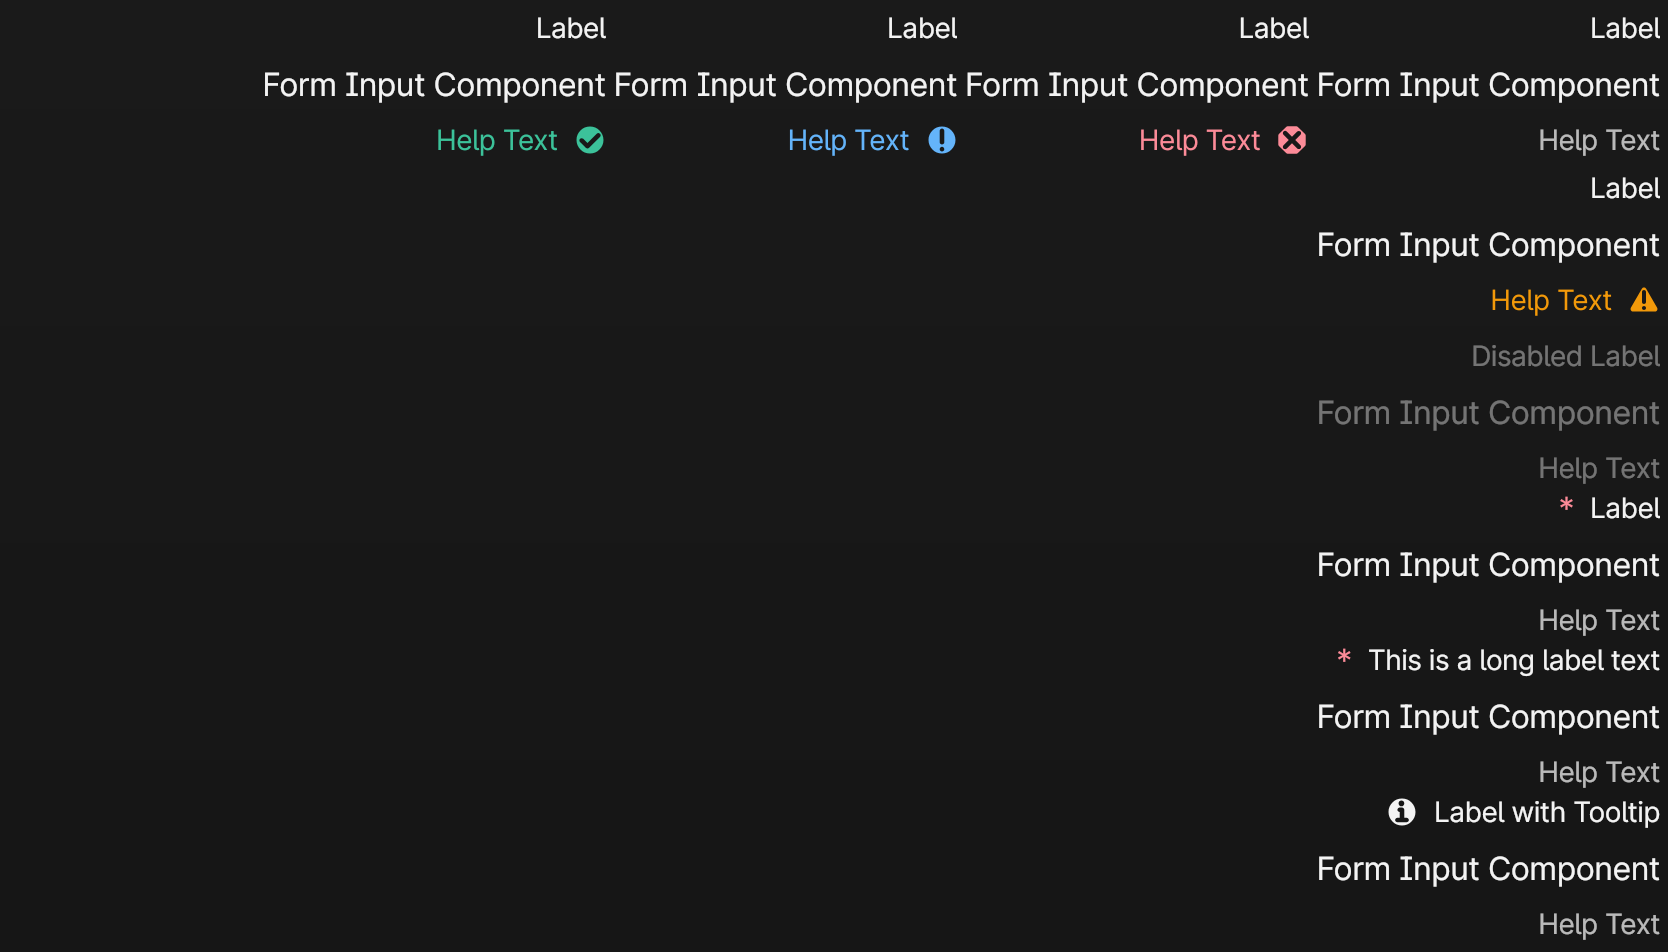 Label Label Label Label
Form Input Component Form Input Component Form Input Component Form Input Component
Help Text Help Text Help Text Help Text
Label
Form Input Component
Help Text
Disabled Label
Form Input Component
Help Text
* Label
Form Input Component
Help Text
* This is a long label text
Form Input Component
Help Text
Label with Tooltip
Form Input Component
Help Text